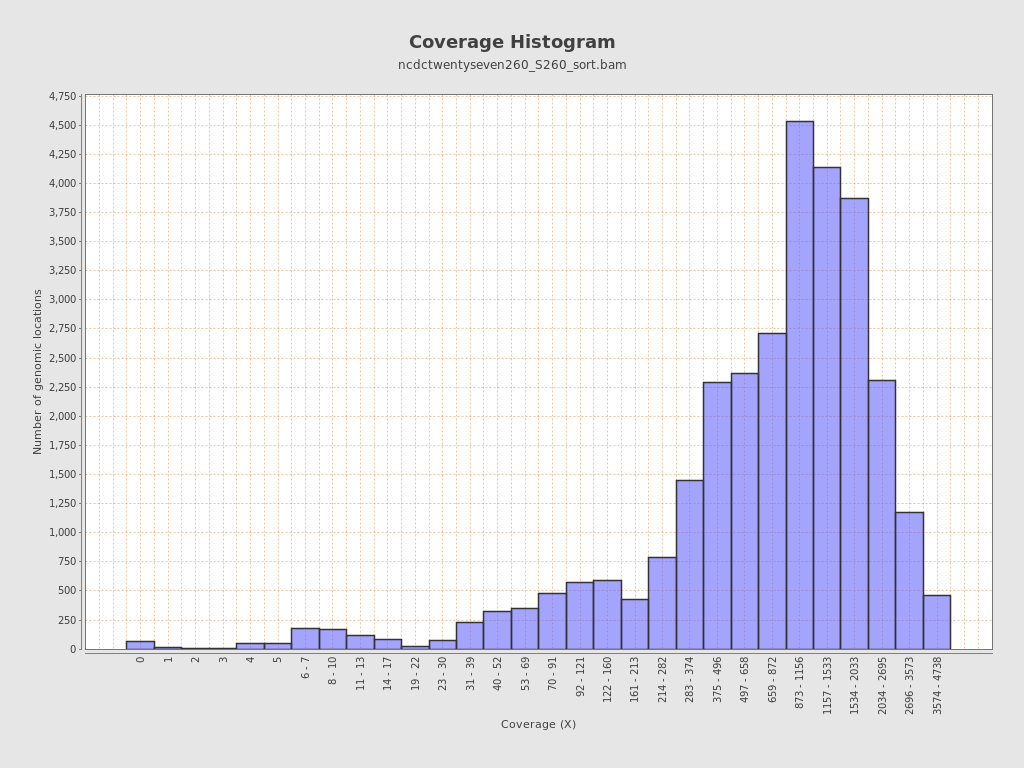 Coverage Histogram
ncdctwentyseven260_S260_sort.bam
Number of genomic locations
4,750
4,500
4,250
4,000
3,750
3,500
3,250
3,000
2,750
2,500
2,250
2,000
1,750
1,500
1,250
1,000
750
500
250
0
0
1
2
3
4
5
6 - 7
8 - 10
11 - 13
14 - 17
19 - 22
23 - 30
31 - 39
40 - 52
53 - 69
70 - 91
92 - 121
122 - 160
161 - 213
214 - 282
283 - 374
375 - 496
497 - 658
659 - 872
873 - 1156
1157 - 1533
1534 - 2033
2034 - 2695
2696 - 3573
3574 - 4738
Coverage (X)